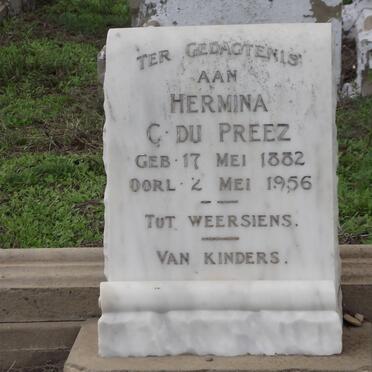 TER GEDAGTENIS
AAN
HERMINA
C. DU PREEZ
GEB. 17 MEI 1882
OORL. 2 MEI 1956
TOT WEERSIENS.
VAN KINDERS.